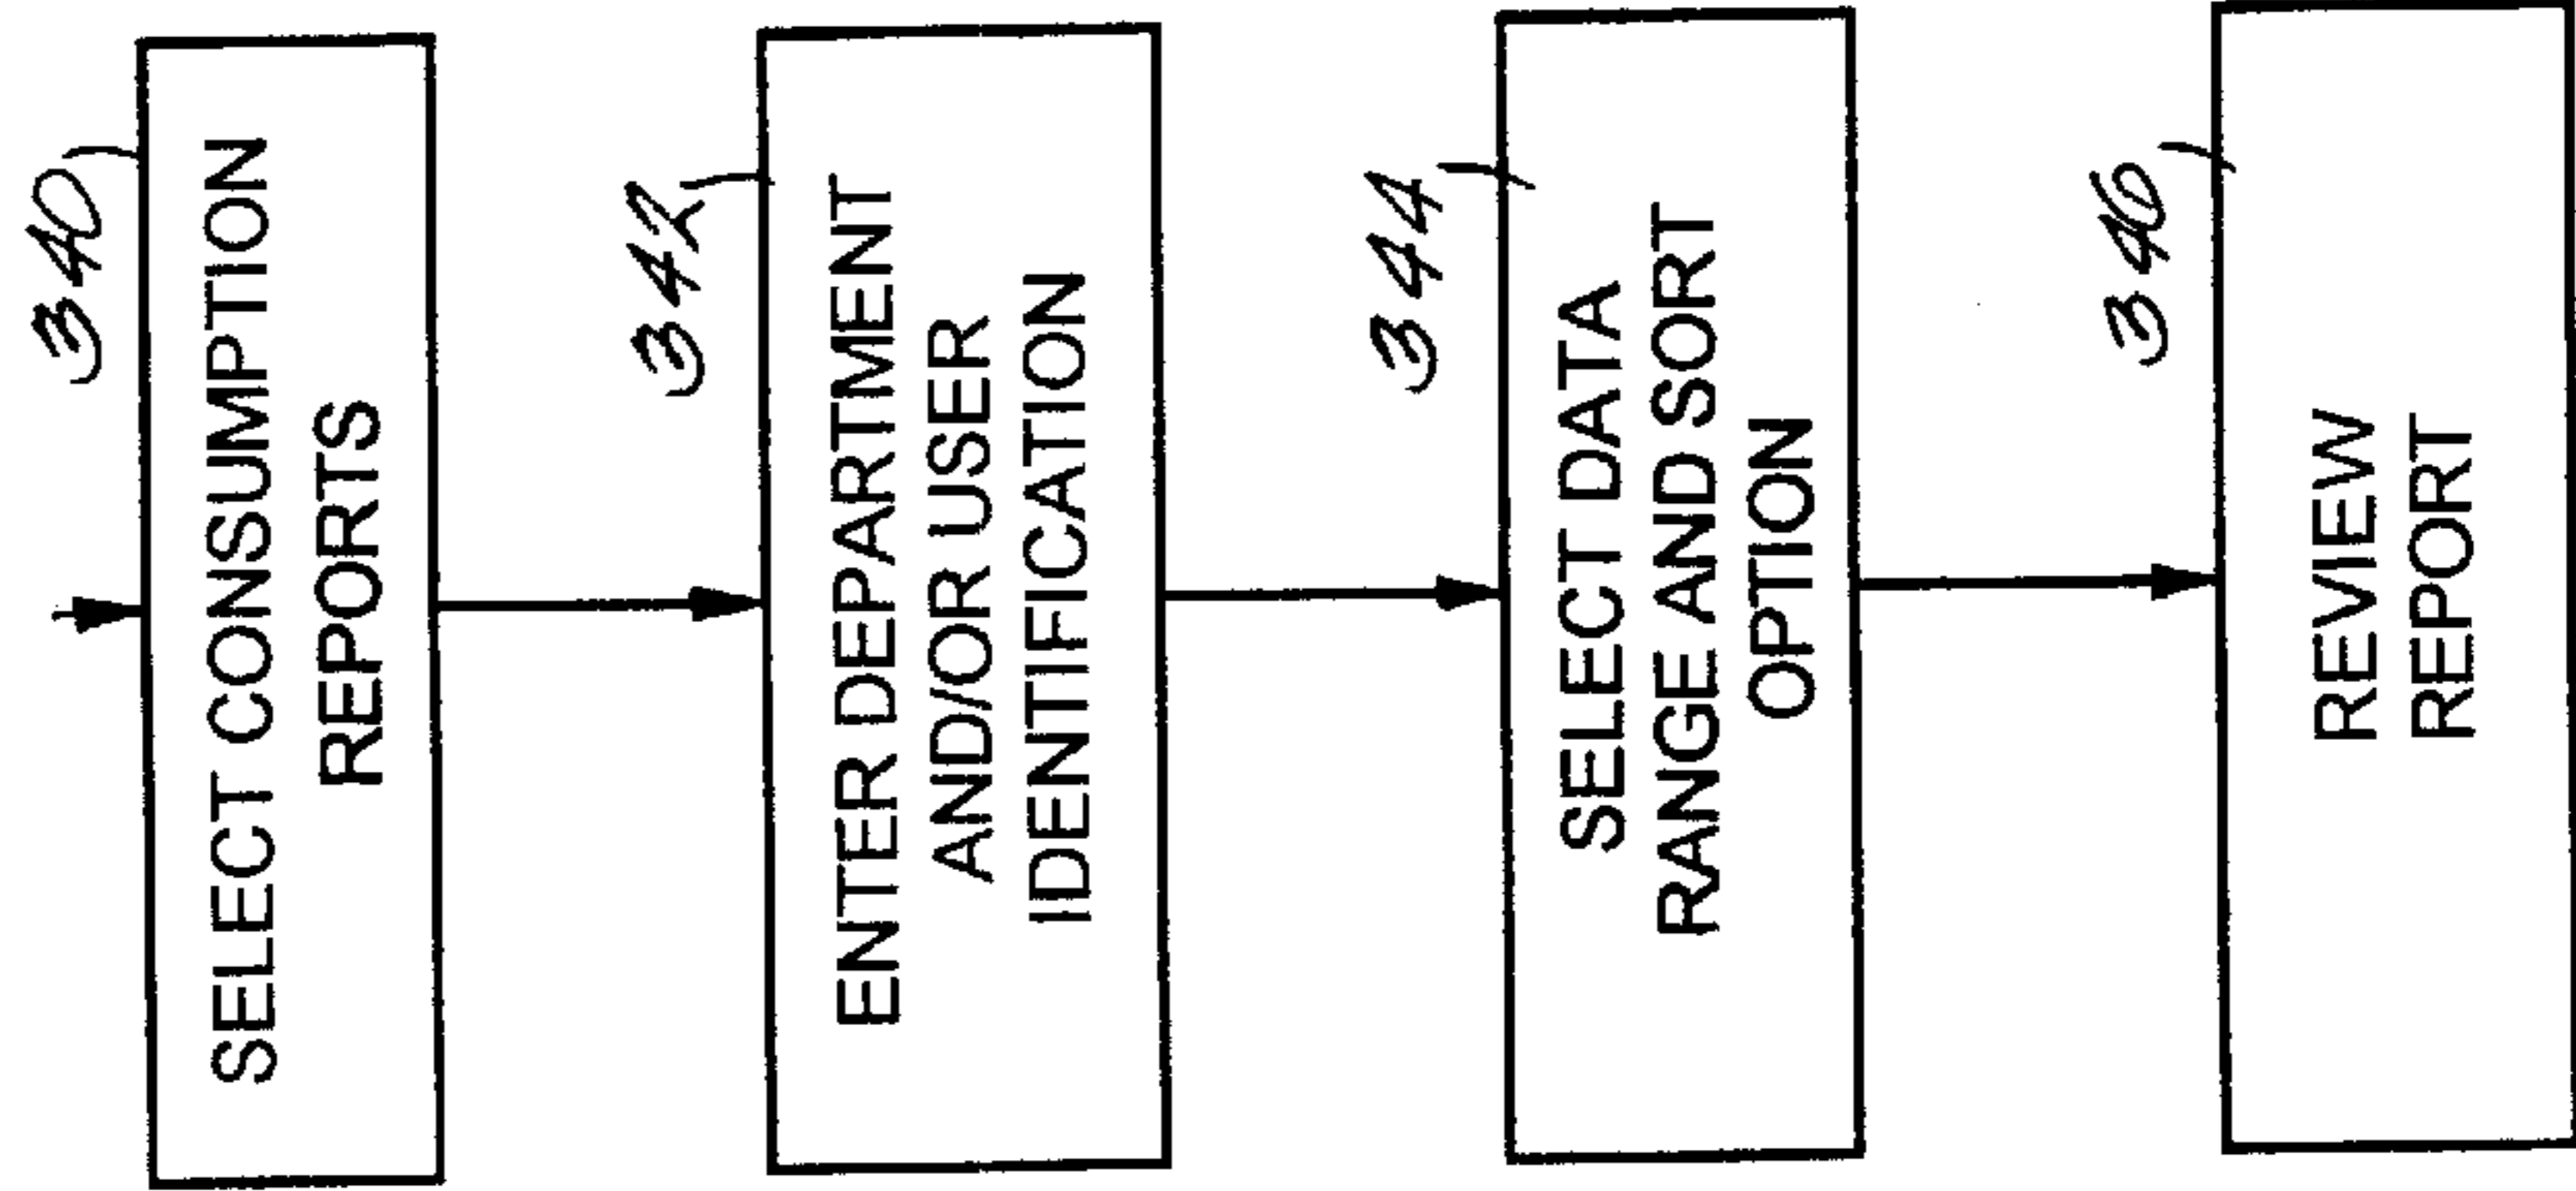 340
SELECT CONSUMPTION
REPORTS
342
ENTER DEPARTMENT
AND/OR USER
IDENTIFICATION
344
SELECT DATA
RANGE AND SORT
OPTION
346
REVIEW
REPORT